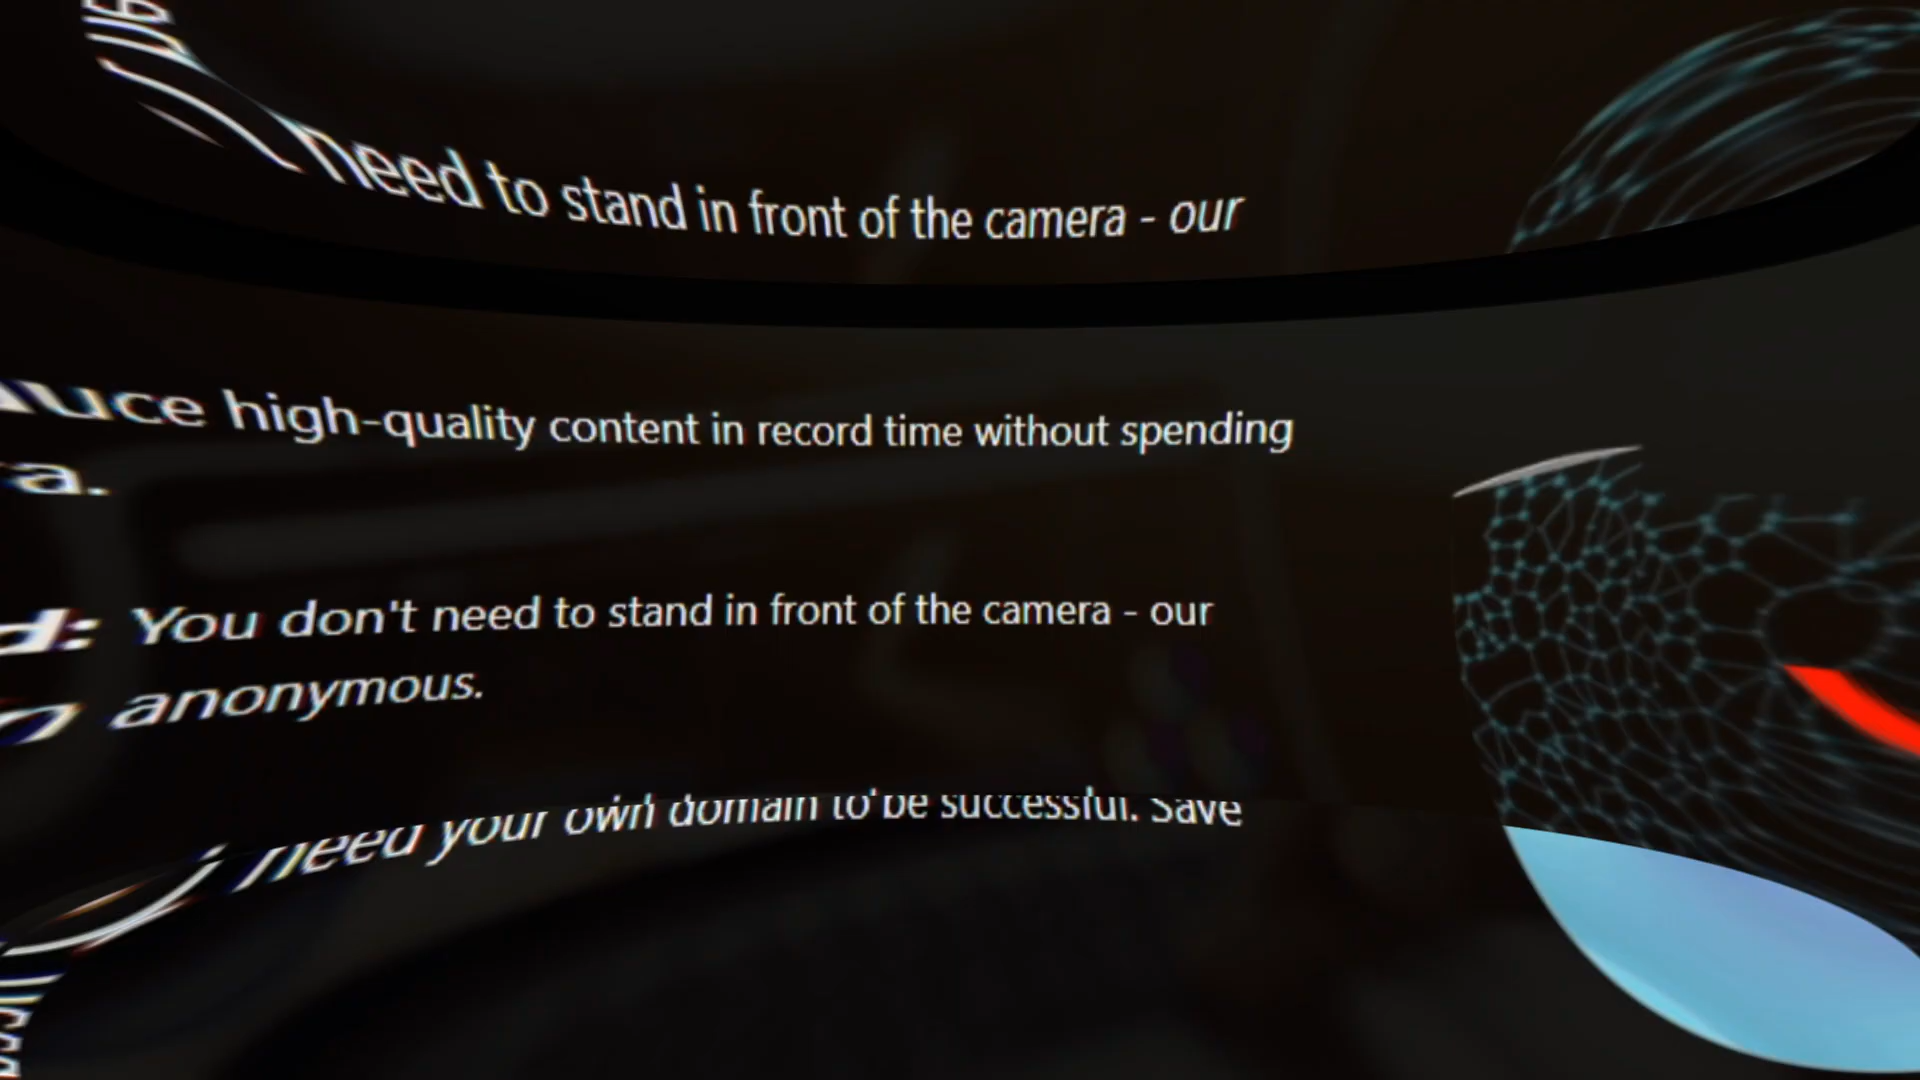 need to stand in front of the camera - our
high-quality content in record time without spending
a.
You don't need to stand in front of the camera - our
anonymous.
need your own domain to be successful. Save